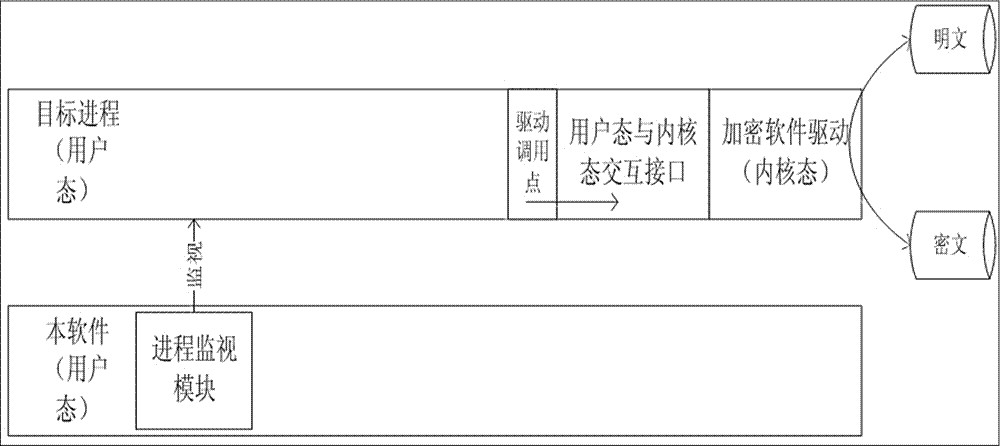 明文
目标进程
（用户
态）
驱动
调用
点
用户态与内核
态交互接口
加密软件驱动
（内核态）
密文
监视
本软件
（用户
态）
进程监视
模块